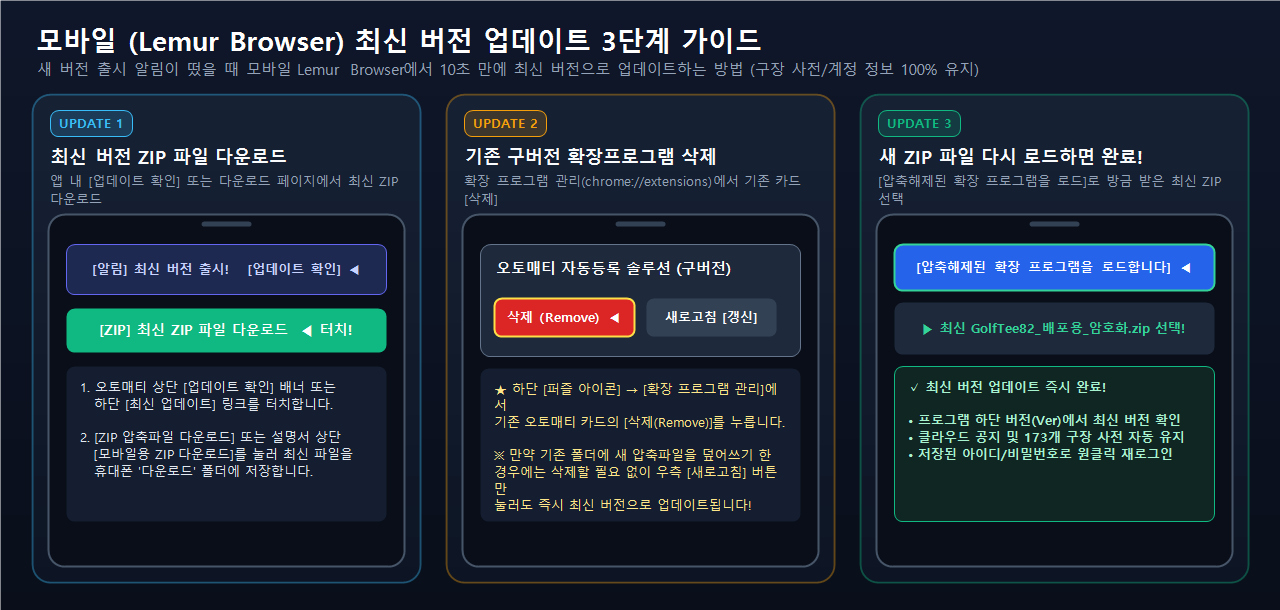 모바일 (Lemur Browser) 최신 버전 업데이트 3단계 가이드
새 버전 출시 알림이 떴을 때 모바일 Lemur Browser에서 10초 만에 최신 버전으로 업데이트하는 방법 (구장 사전/계정 정보 100% 유지)
UPDATE 1
최신 버전 ZIP 파일 다운로드
앱 내 [업데이트 확인] 또는 다운로드 페이지에서 최신 ZIP
다운로드
[알림] 최신 버전 출시! [업데이트 확인] ◀
[ZIP] 최신 ZIP 파일 다운로드 ◀ 터치!
1. 오토매티 상단 [업데이트 확인] 배너 또는
하단 [최신 업데이트] 링크를 터치합니다.
2. [ZIP 압축파일 다운로드] 또는 설명서 상단
[모바일용 ZIP 다운로드]를 눌러 최신 파일을
휴대폰 '다운로드' 폴더에 저장합니다.
UPDATE 2
기존 구버전 확장프로그램 삭제
확장 프로그램 관리(chrome://extensions)에서 기존 카드
[삭제]
오토매티 자동등록 솔루션 (구버전)
삭제 (Remove) ◀
새로고침 [갱신]
★ 하단 [퍼즐 아이콘] → [확장 프로그램 관리]에
서
기존 오토매티 카드의 [삭제(Remove)]를 누릅니다.
※ 만약 기존 폴더에 새 압축파일을 덮어쓰기 한
경우에는 삭제할 필요 없이 우측 [새로고침] 버튼
만
눌러도 즉시 최신 버전으로 업데이트됩니다!
UPDATE 3
새 ZIP 파일 다시 로드하면 완료!
[압축해제된 확장 프로그램을 로드]로 방금 받은 최신 ZIP
선택
[압축해제된 확장 프로그램을 로드합니다] ◀
▶ 최신 GolfTee82_배포용_암호화.zip 선택!
✓ 최신 버전 업데이트 즉시 완료!
• 프로그램 하단 버전(Ver)에서 최신 버전 확인
• 클라우드 공지 및 173개 구장 사전 자동 유지
• 저장된 아이디/비밀번호로 원클릭 재로그인